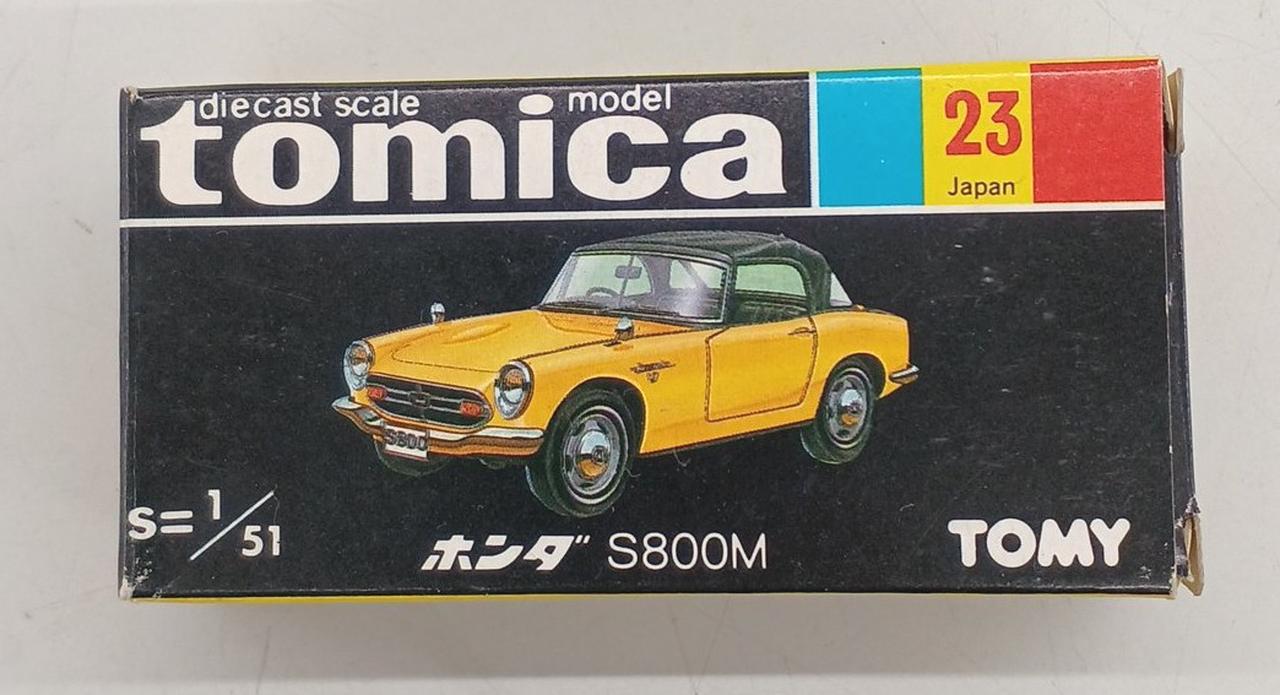 diecast scale model
tomica
23
Japan
S800
S=1/51
ホンダ S800M
TOMY